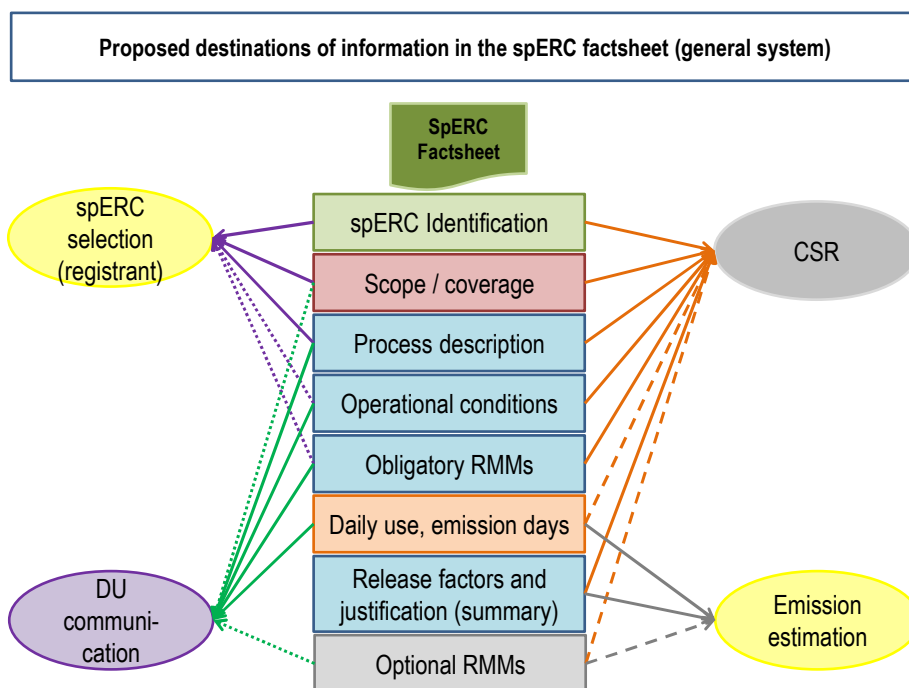 Proposed destinations of information in the spERC factsheet (general system)
SpERC
Factsheet
spERC
selection
(registrant)
spERC Identification
CSR
Scope / coverage
Process description
Operational conditions
Obligatory RMMs
Daily use, emission days
DU
communi-
cation
Release factors and
justification (summary)
Emission
estimation
Optional RMMs